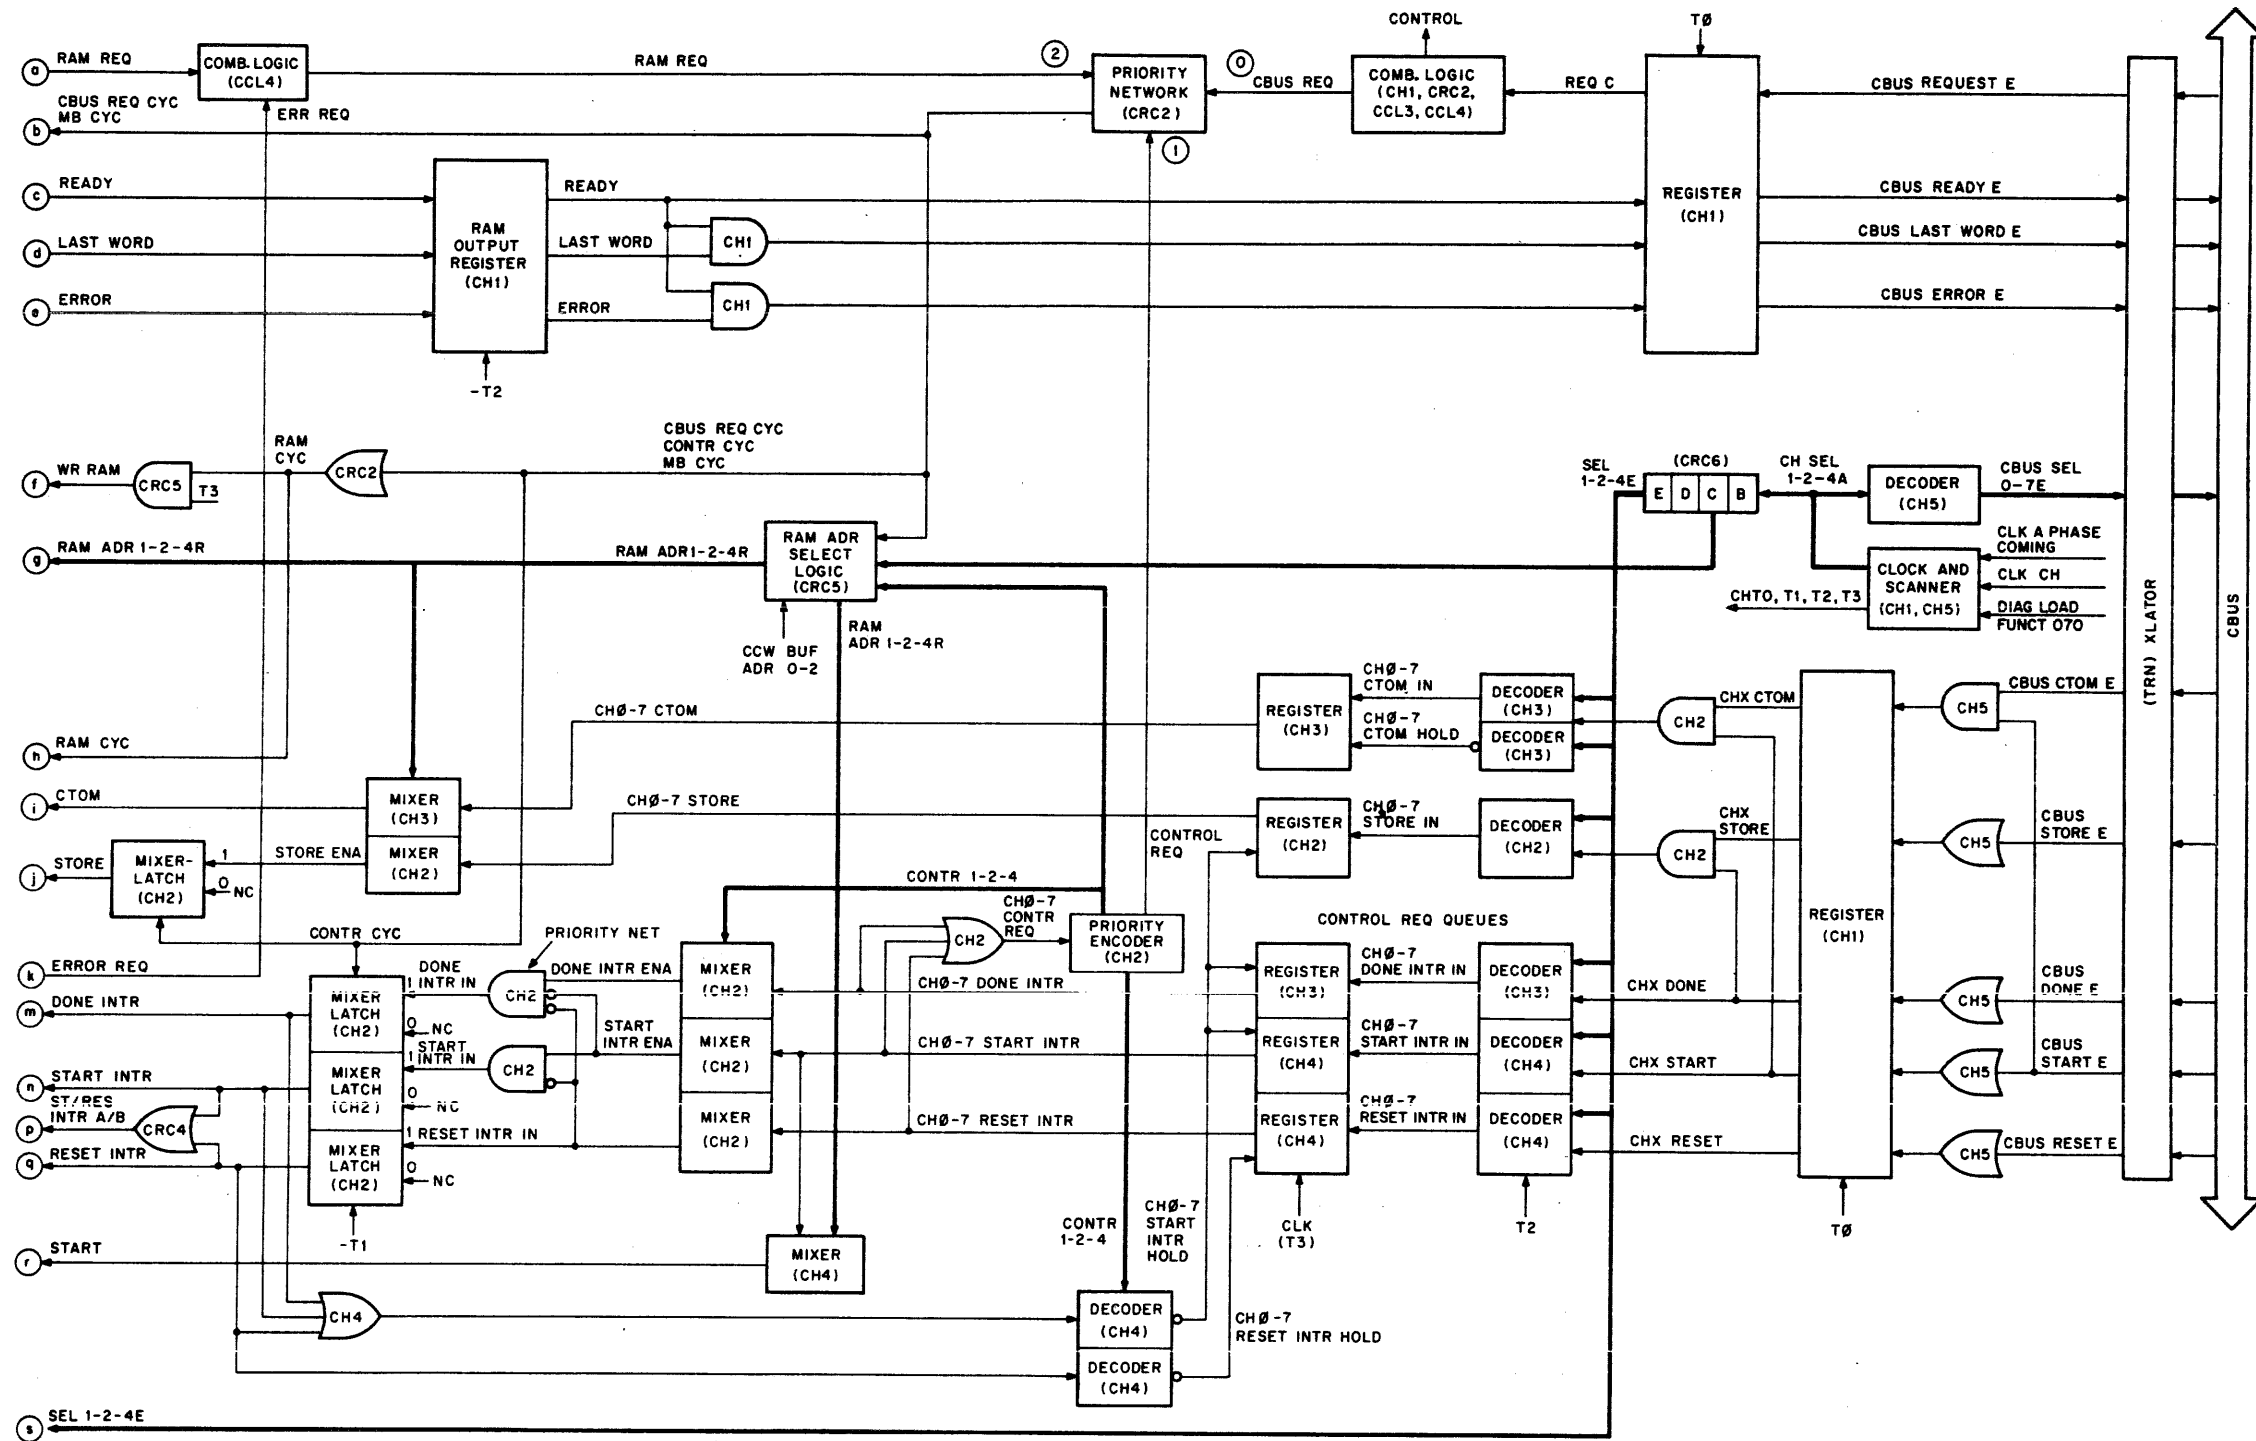 CONTROL
TØ
a
RAM REQ
COMB. LOGIC
(CCL4)
RAM REQ
2
PRIORITY
NETWORK
(CRC2)
0
CBUS REQ
COMB. LOGIC
(CH1, CRC2,
CCL3, CCL4)
REQ C
CBUS REQUEST E
CBUS REQ CYC
MB CYC
b
ERR REQ
1
c
READY
READY
CBUS READY E
REGISTER
(CH1)
RAM
OUTPUT
REGISTER
(CH1)
d
LAST WORD
LAST WORD
CH1
CBUS LAST WORD E
e
ERROR
ERROR
CH1
CBUS ERROR E
-T2
RAM
CYC
CBUS REQ CYC
CONTR CYC
MB CYC
f
WR RAM
CRC5
T3
CRC2
SEL
1-2-4E
(CRC6)
E D C B
CH SEL
1-2-4A
DECODER
(CH5)
CBUS SEL
0-7E
g
RAM ADR 1-2-4R
RAM ADR1-2-4R
RAM ADR
SELECT
LOGIC
(CRC5)
CLK A PHASE
COMING
CLOCK AND
SCANNER
(CH1, CH5)
CLK CH
CHTO, T1, T2, T3
DIAG LOAD
FUNCT 070
(TRN) XLATOR
CBUS
CCW BUF
ADR 0-2
RAM
ADR 1-2-4R
CHØ-7
CTOM IN
CHØ-7 CTOM
REGISTER
(CH3)
CHØ-7
CTOM HOLD
DECODER
(CH3)
DECODER
(CH3)
CH2
CHX CTOM
CH5
CBUS CTOM E
h
RAM CYC
i
CTOM
MIXER
(CH3)
CHØ-7 STORE
REGISTER
(CH2)
CHØ-7
STORE IN
DECODER
(CH2)
CH2
CHX
STORE
CH5
CBUS
STORE E
CONTROL
REQ
j
STORE
MIXER-
LATCH
(CH2)
1
STORE ENA
0
NC
MIXER
(CH2)
CONTR 1-2-4
CHØ-7
CONTR
REQ
CH2
PRIORITY
ENCODER
(CH2)
CONTROL REQ QUEUES
REGISTER
(CH1)
CONTR CYC
PRIORITY NET
k
ERROR REQ
DONE
1 INTR IN
CH2
DONE INTR ENA
MIXER
(CH2)
CHØ-7 DONE INTR
REGISTER
(CH3)
CHØ-7
DONE INTR IN
DECODER
(CH3)
CHX DONE
CH5
CBUS
DONE E
m
DONE INTR
MIXER
LATCH
(CH2)
0
NC
START
1 INTR IN
CH2
START
INTR ENA
MIXER
(CH2)
CHØ-7 START INTR
REGISTER
(CH4)
CHØ-7
START INTR IN
DECODER
(CH4)
CHX START
CH5
CBUS
START E
n
START INTR
MIXER
LATCH
(CH2)
0
NC
ST/RES
INTR A/B
p
CRC4
1
RESET INTR IN
MIXER
(CH2)
CHØ-7 RESET INTR
REGISTER
(CH4)
CHØ-7
RESET INTR IN
DECODER
(CH4)
CHX RESET
CH5
CBUS RESET E
q
RESET INTR
MIXER
LATCH
(CH2)
0
NC
-T1
CONTR
1-2-4
CHØ-7
START
INTR
HOLD
CLK
(T3)
T2
TØ
r
START
MIXER
(CH4)
CH4
DECODER
(CH4)
DECODER
(CH4)
CHØ-7
RESET INTR HOLD
s
SEL 1-2-4E